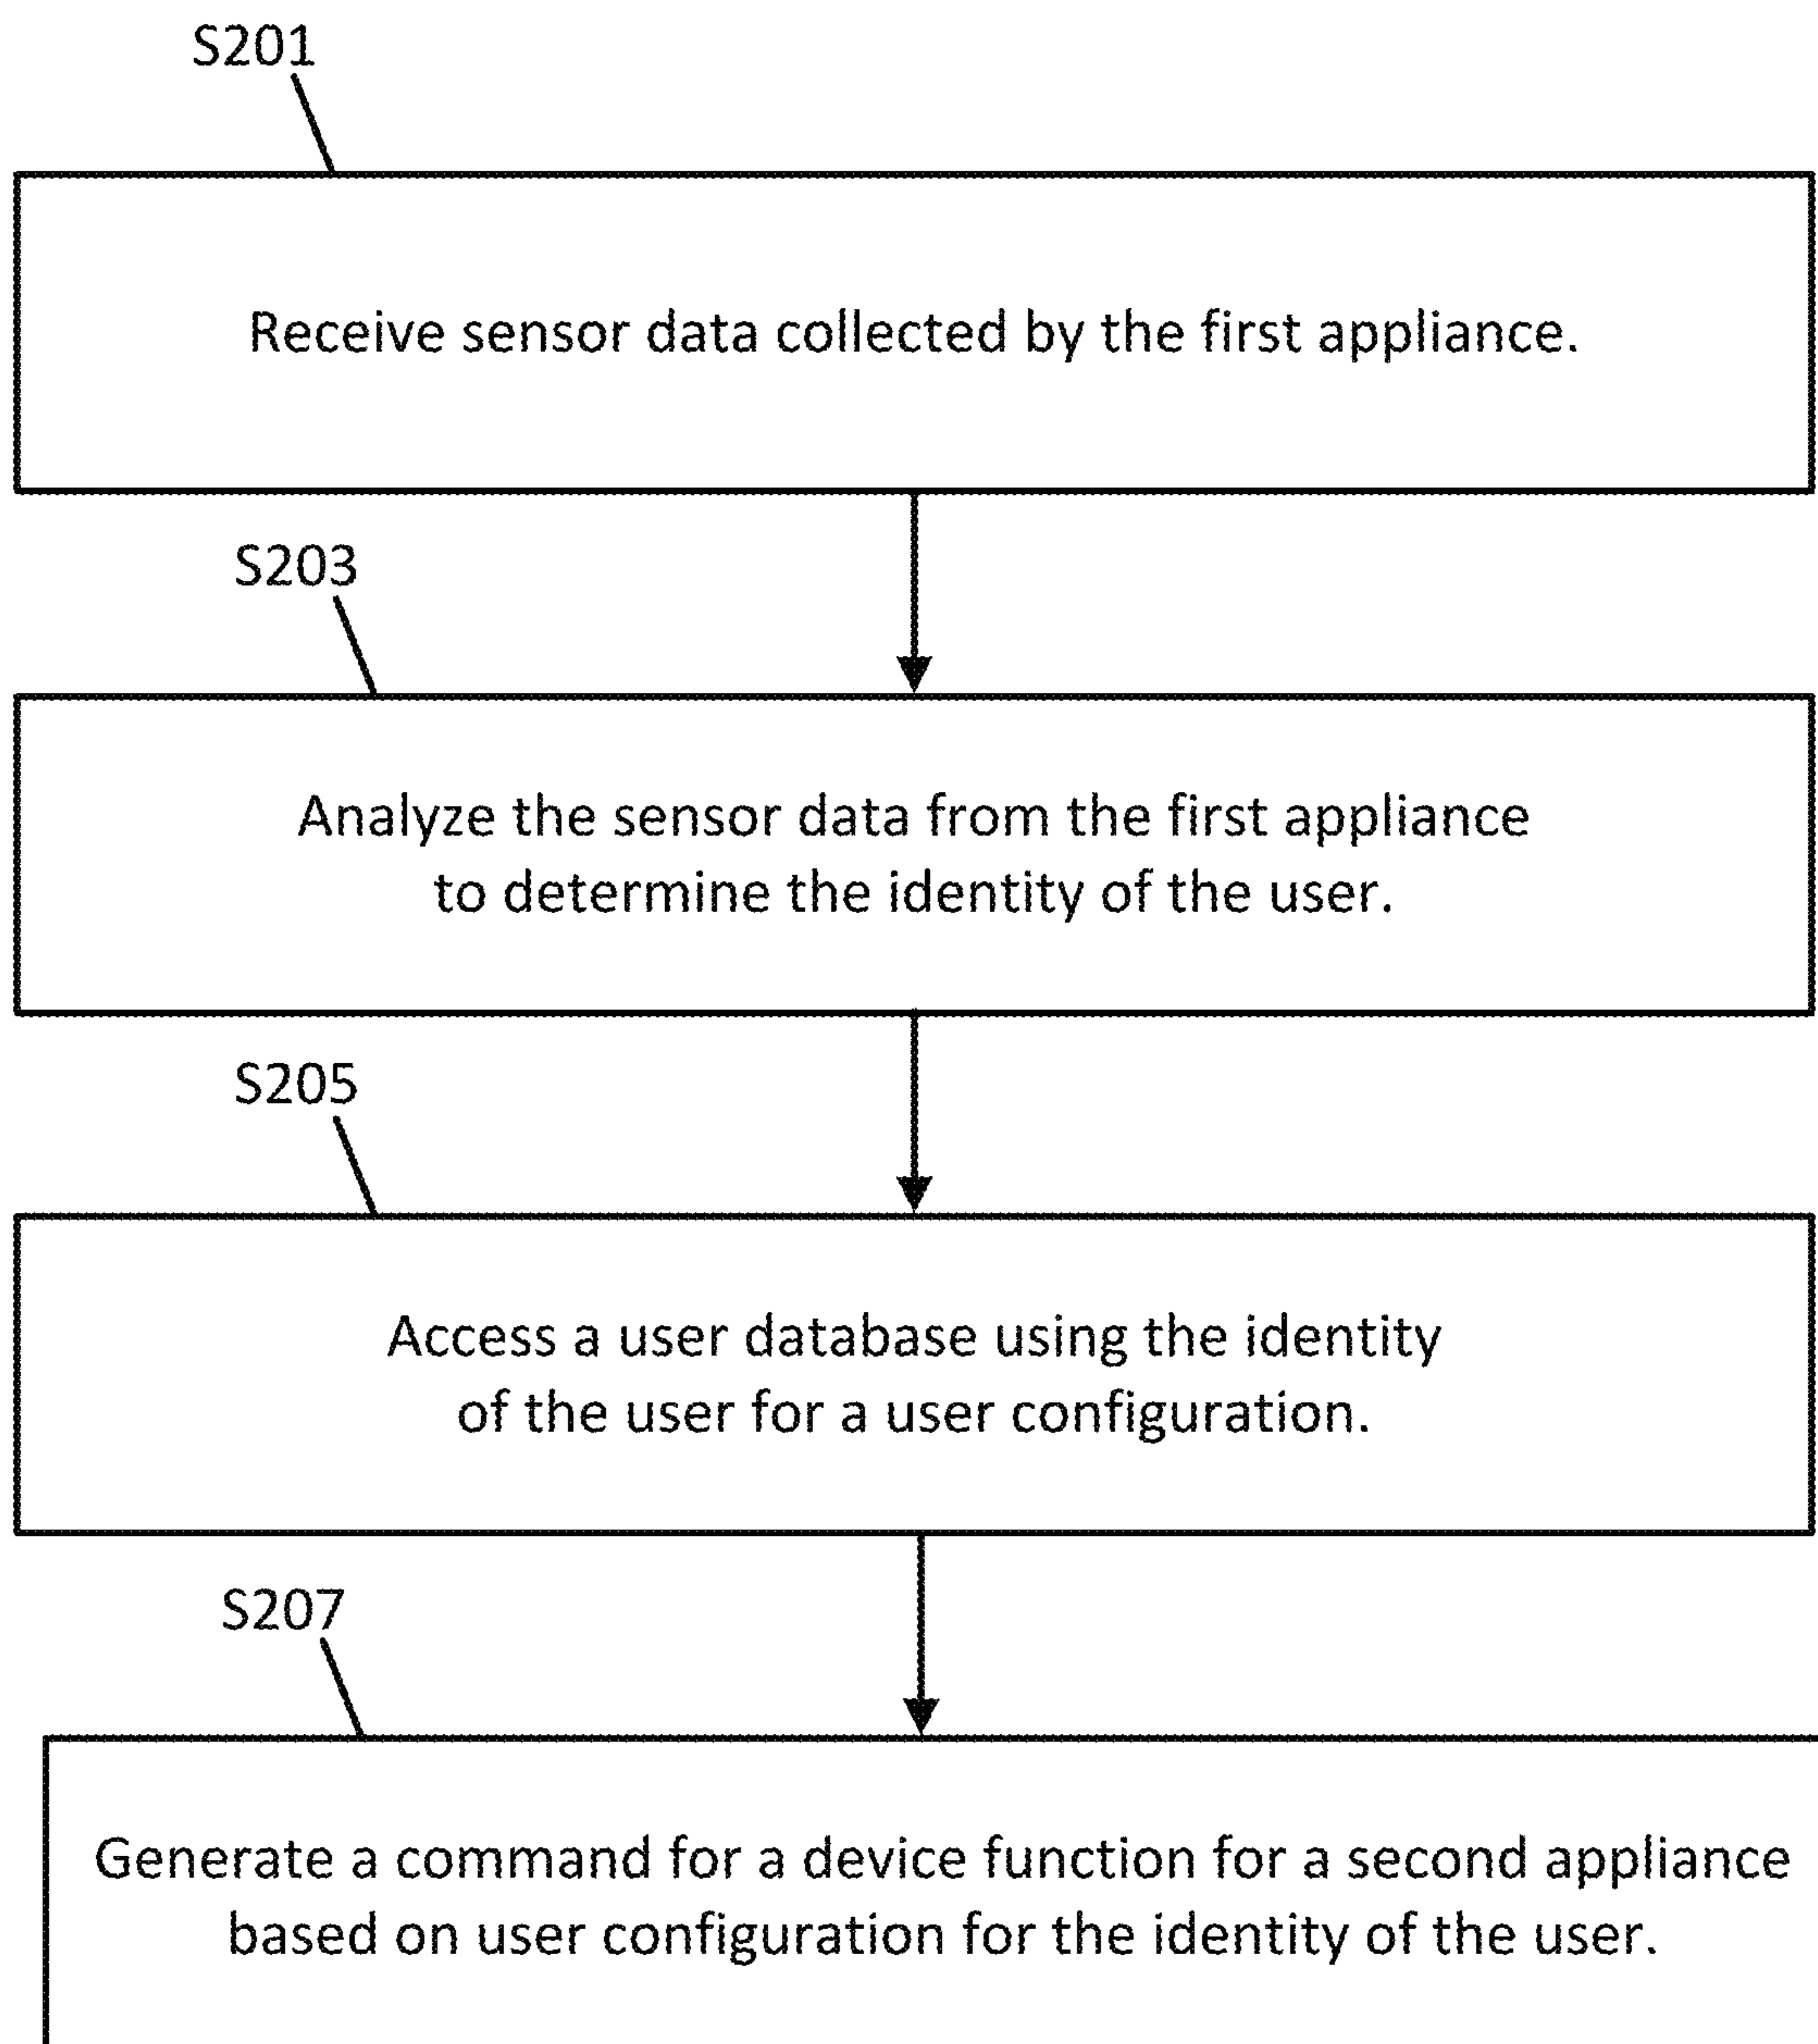 S201
Receive sensor data collected by the first appliance.
S203
Analyze the sensor data from the first appliance
to determine the identity of the user.
S205
Access a user database using the identity
of the user for a user configuration.
S207
Generate a command for a device function for a second appliance
based on user configuration for the identity of the user.